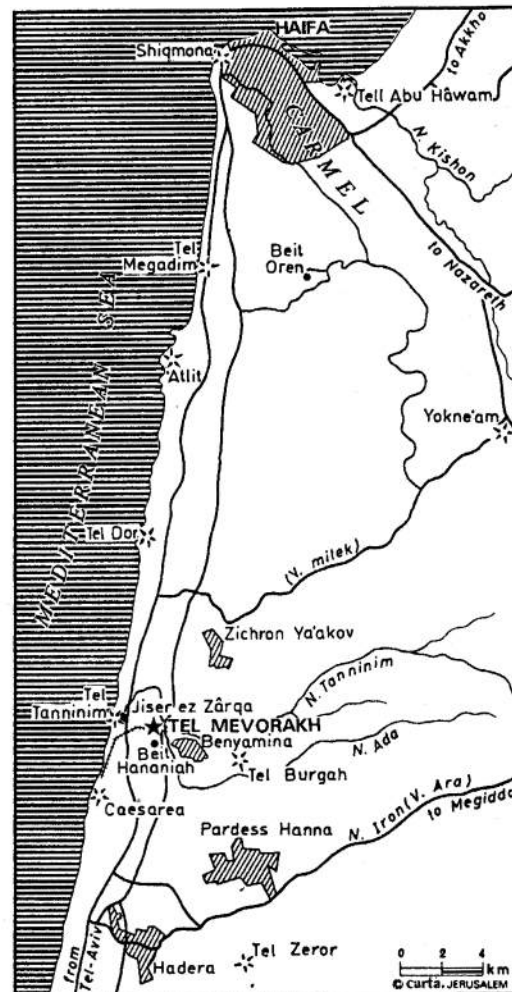 HAIFA
Shiqmona
to Akkho
Tell Abu Hâwam
CARMEL
N. Kishon
to Nazareth
Tel
Megadim
Beit
Oren
MEDITERRANEAN SEA
Atlit
Yokne'am
Tel Dor
(V. milek)
Zichron Ya'akov
N. Tanninim
Tel
Tanninim
Jiser ez Zârqa
TEL MEVORAKH
Beit
Hananiah
Benyamina
N. Ada
Tel Burgah
Caesarea
N. Iron (V. Ara)
to Megiddo
Pardess Hanna
from
Tel-Aviv
Hadera
Tel Zeror
0 2 4
km
© carta, JERUSALEM